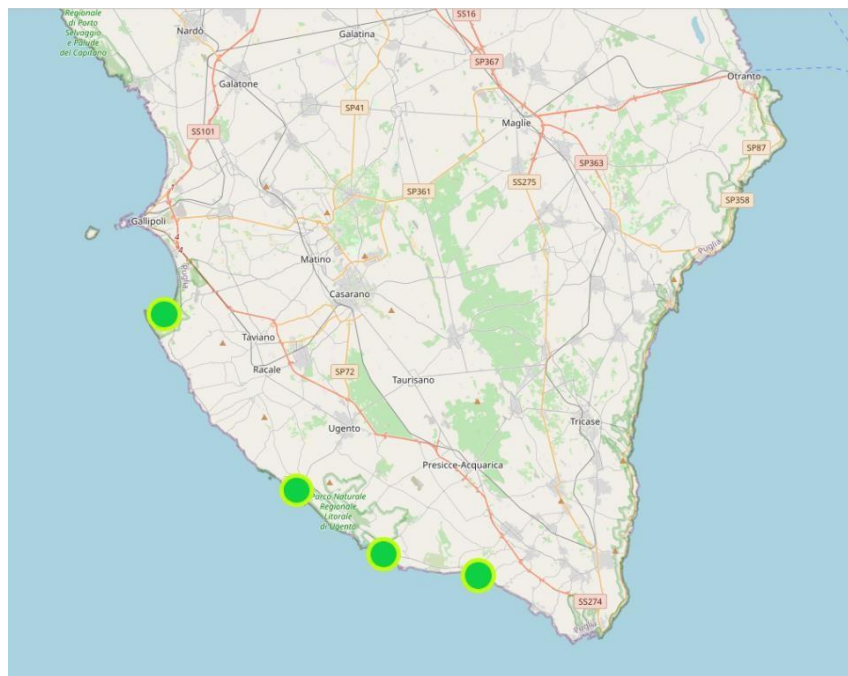 Regionale
di Porto
Selvaggio
e Palude
del Capitano
Nardò
Galatina
SS16
SP367
Galatone
SP41
Otranto
Maglie
SS101
SP87
SP363
SS275
SP361
SP358
Gallipoli
Puglia
Matino
Puglia
Casarano
Taviano
Racale
SP72
Taurisano
Ugento
Tricase
Presicce-Acquarica
Parco Naturale
Regionale
Litorale
di Ugento
SS274
Puglia